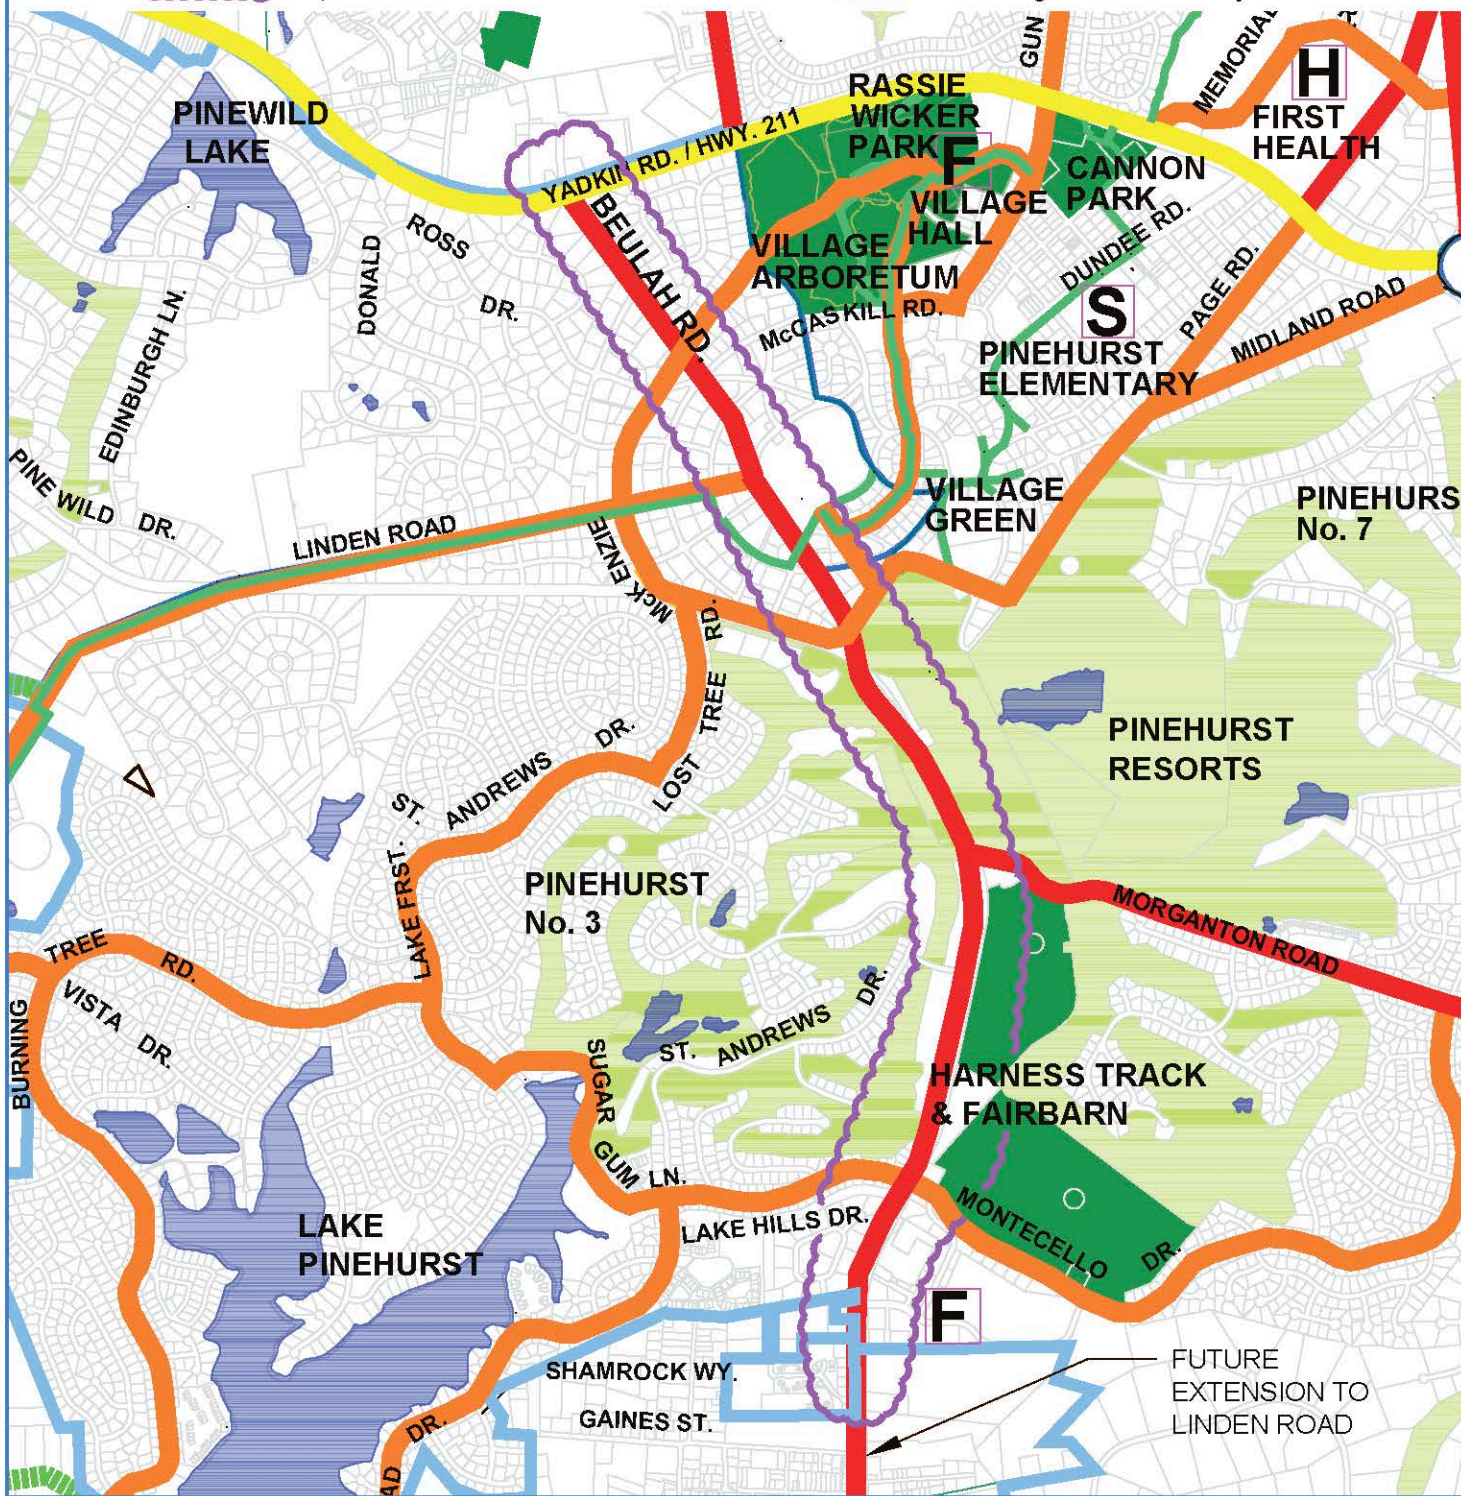 GUN
MEMORIAL
H
FIRST
HEALTH
RASSIE
WICKER
PARK
F
PINEWILD
LAKE
YADKIN RD. / HWY. 211
CANNON
PARK
VILLAGE
HALL
BEULAH RD.
ROSS
DONALD
DR.
VILLAGE
ARBORETUM
DUNDEE RD.
PAGE RD.
McCASKILL RD.
S
MIDLAND ROAD
EDINBURGH LN.
PINEHURST
ELEMENTARY
PINE WILD DR.
LINDEN ROAD
VILLAGE
GREEN
PINEHURS
No. 7
McKENZIE
RD.
TREE
LOST
PINEHURST
RESORTS
ST. ANDREWS DR.
LAKE FRST.
PINEHURST
No. 3
MORGANTON ROAD
TREE RD.
BURNING
VISTA DR.
ST. ANDREWS DR.
SUGAR
GUM LN.
HARNESS TRACK
& FAIRBARN
LAKE HILLS DR.
MONTECELLO DR.
LAKE
PINEHURST
F
SHAMROCK WY.
GAINES ST.
DR.
AD
FUTURE
EXTENSION TO
LINDEN ROAD